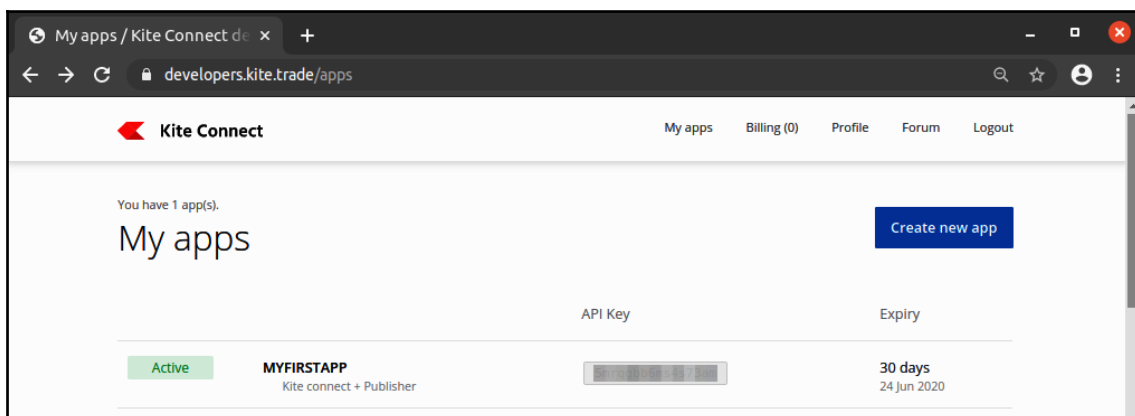 My apps / Kite Connect de
developers.kite.trade/apps
Kite Connect
My apps Billing (0) Profile Forum Logout
You have 1 app(s).
My apps
Create new app
API Key Expiry
Active MYFIRSTAPP 30 days
Kite connect + Publisher 24 Jun 2020